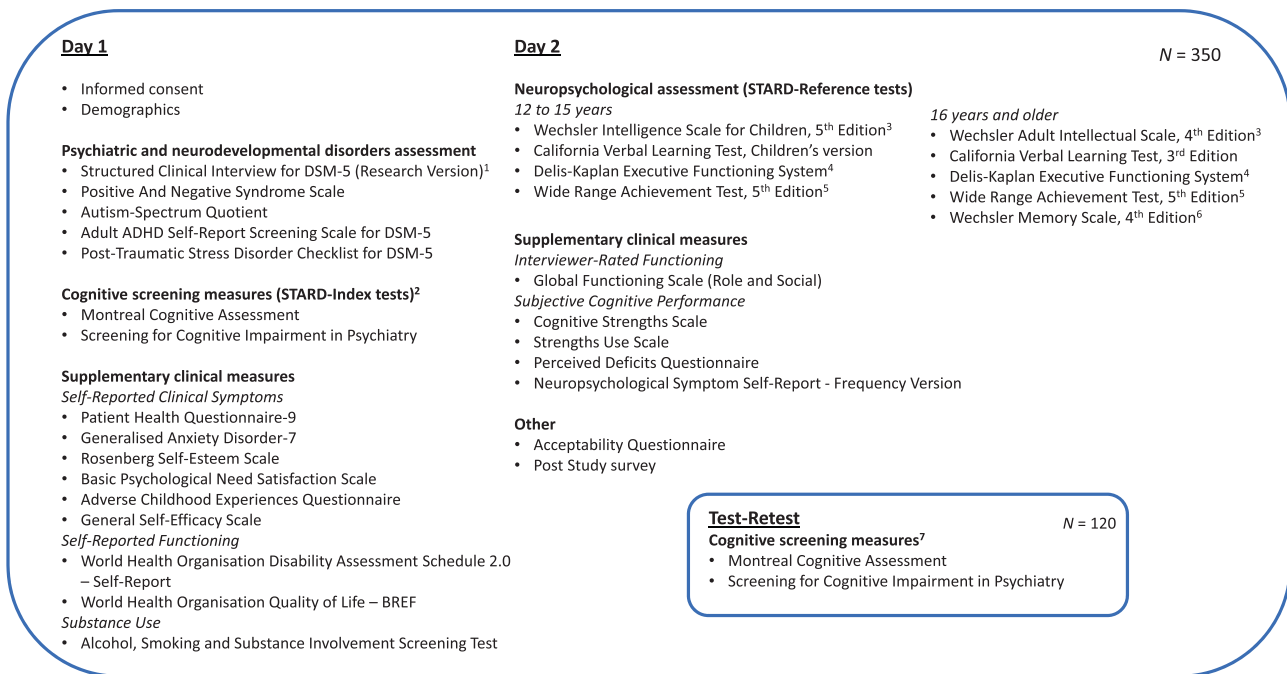 Day 1
• Informed consent
• Demographics
Psychiatric and neurodevelopmental disorders assessment
• Structured Clinical Interview for DSM-5 (Research Version)1
• Positive And Negative Syndrome Scale
• Autism-Spectrum Quotient
• Adult ADHD Self-Report Screening Scale for DSM-5
• Post-Traumatic Stress Disorder Checklist for DSM-5
Cognitive screening measures (STARD-Index tests)2
• Montreal Cognitive Assessment
• Screening for Cognitive Impairment in Psychiatry
Supplementary clinical measures
Self-Reported Clinical Symptoms
• Patient Health Questionnaire-9
• Generalised Anxiety Disorder-7
• Rosenberg Self-Esteem Scale
• Basic Psychological Need Satisfaction Scale
• Adverse Childhood Experiences Questionnaire
• General Self-Efficacy Scale
Self-Reported Functioning
• World Health Organisation Disability Assessment Schedule 2.0
– Self-Report
• World Health Organisation Quality of Life – BREF
Substance Use
• Alcohol, Smoking and Substance Involvement Screening Test
Day 2
N = 350
Neuropsychological assessment (STARD-Reference tests)
12 to 15 years
• Wechsler Intelligence Scale for Children, 5th Edition3
• California Verbal Learning Test, Children’s version
• Delis-Kaplan Executive Functioning System4
• Wide Range Achievement Test, 5th Edition5
16 years and older
• Wechsler Adult Intellectual Scale, 4th Edition3
• California Verbal Learning Test, 3rd Edition
• Delis-Kaplan Executive Functioning System4
• Wide Range Achievement Test, 5th Edition5
• Wechsler Memory Scale, 4th Edition6
Supplementary clinical measures
Interviewer-Rated Functioning
• Global Functioning Scale (Role and Social)
Subjective Cognitive Performance
• Cognitive Strengths Scale
• Strengths Use Scale
• Perceived Deficits Questionnaire
• Neuropsychological Symptom Self-Report - Frequency Version
Other
• Acceptability Questionnaire
• Post Study survey
Test-Retest
N = 120
Cognitive screening measures7
• Montreal Cognitive Assessment
• Screening for Cognitive Impairment in Psychiatry